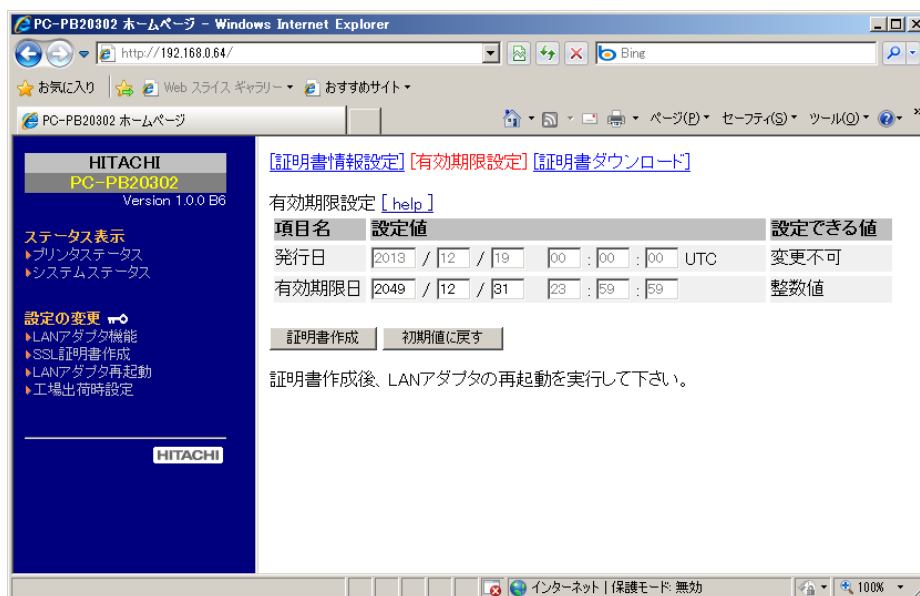 PC-PB20302 ホームページ - Windows Internet Explorer
http://192.168.0.64/
Bing
お気に入り
Web スライス ギャラリー
おすすめサイト
PC-PB20302 ホームページ
ページ(P) セーフティ(S) ツール(O)
HITACHI
PC-PB20302
Version 1.0.0 B6
ステータス表示
プリンタステータス
システムステータス
設定の変更
LANアダプタ機能
SSL証明書作成
LANアダプタ再起動
工場出荷時設定
HITACHI
[証明書情報設定] [有効期限設定] [証明書ダウンロード]
有効期限設定 [ help ]
項目名 設定値 設定できる値
発行日 2013 / 12 / 19 00 : 00 : 00 UTC 変更不可
有効期限日 2049 / 12 / 31 23 : 59 : 59 整数値
証明書作成 初期値に戻す
証明書作成後、LANアダプタの再起動を実行して下さい。
インターネット | 保護モード: 無効
100%